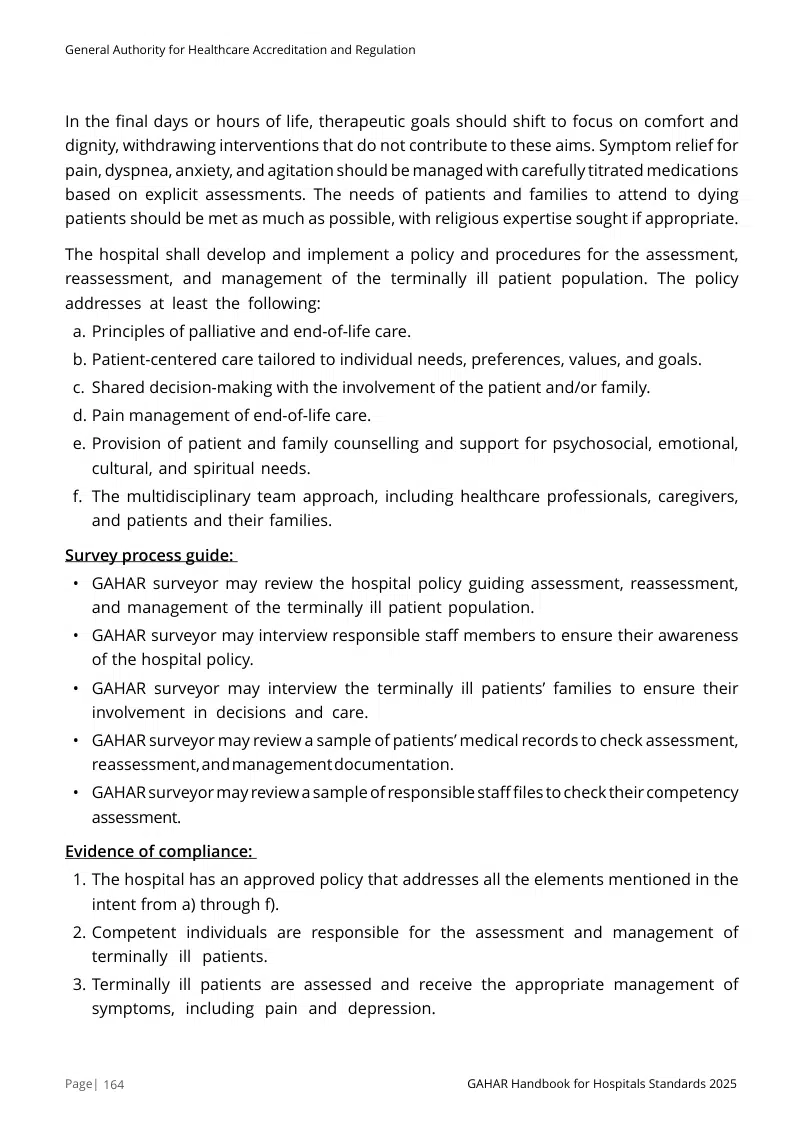 General Authority for Healthcare Accreditation and Regulation
In the final days or hours of life, therapeutic goals should shift to focus on comfort and
dignity, withdrawing interventions that do not contribute to these aims. Symptom relief for
pain, dyspnea, anxiety, and agitation should be managed with carefully titrated medications
based on explicit assessments. The needs of patients and families to attend to dying
patients should be met as much as possible, with religious expertise sought if appropriate.
The hospital shall develop and implement a policy and procedures for the assessment,
reassessment, and management of the terminally ill patient population. The policy
addresses at least the following:
a. Principles of palliative and end-of-life care.
b. Patient-centered care tailored to individual needs, preferences, values, and goals.
c. Shared decision-making with the involvement of the patient and/or family.
d. Pain management of end-of-life care.
e. Provision of patient and family counselling and support for psychosocial, emotional,
cultural, and spiritual needs.
f. The multidisciplinary team approach, including healthcare professionals, caregivers,
and patients and their families.
Survey process guide:
• GAHAR surveyor may review the hospital policy guiding assessment, reassessment,
and management of the terminally ill patient population.
• GAHAR surveyor may interview responsible staff members to ensure their awareness
of the hospital policy.
• GAHAR surveyor may interview the terminally ill patients’ families to ensure their
involvement in decisions and care.
• GAHAR surveyor may review a sample of patients’ medical records to check assessment,
reassessment, and management documentation.
• GAHAR surveyor may review a sample of responsible staff files to check their competency
assessment.
Evidence of compliance:
1. The hospital has an approved policy that addresses all the elements mentioned in the
intent from a) through f).
2. Competent individuals are responsible for the assessment and management of
terminally ill patients.
3. Terminally ill patients are assessed and receive the appropriate management of
symptoms, including pain and depression.
Page| 164
GAHAR Handbook for Hospitals Standards 2025